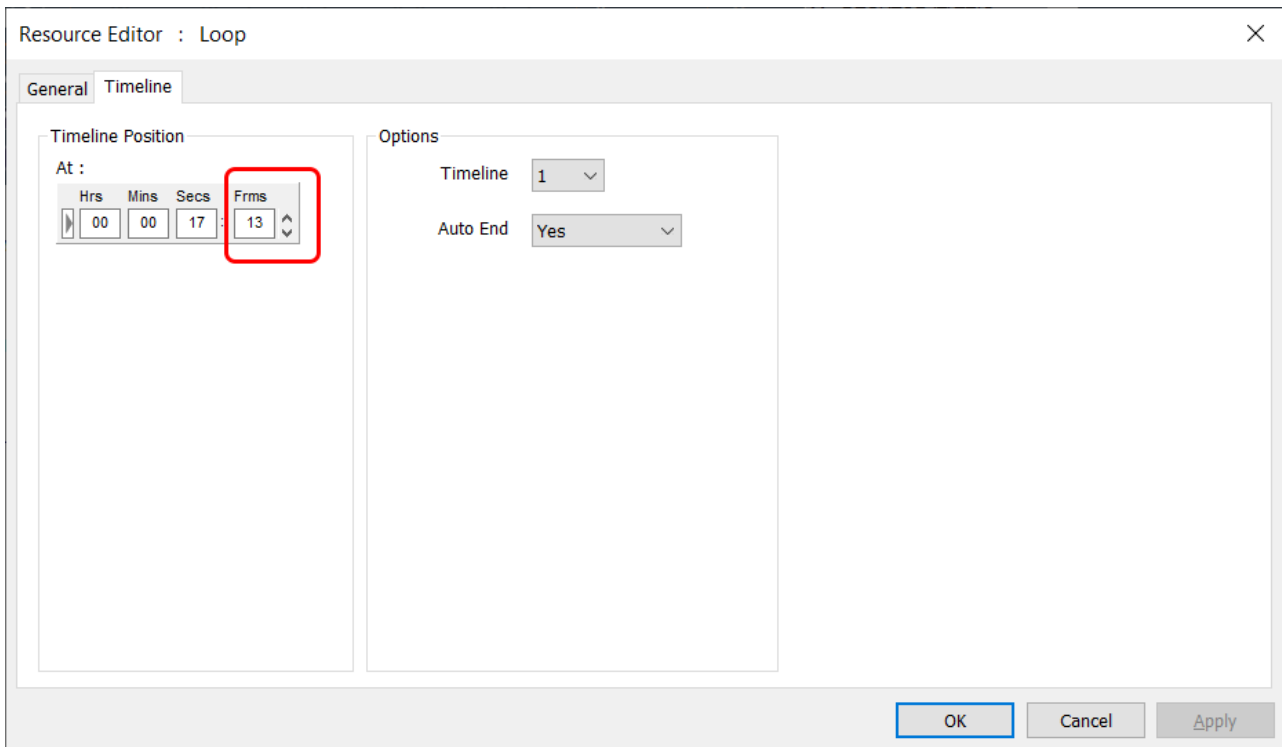 Resource Editor : Loop
General Timeline
Timeline Position
At :
Hrs Mins Secs Frms
00 00 17 : 13
Options
Timeline 1
Auto End Yes
OK Cancel Apply